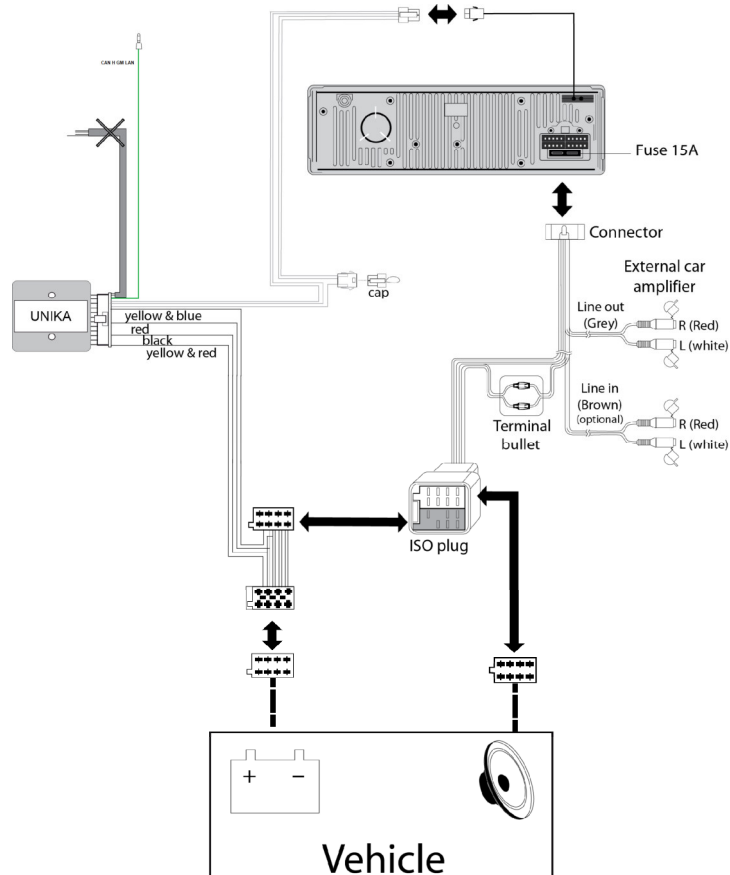 CAN H GM LAN
Fuse 15A
Connector
External car
amplifier
Line out
(Grey)
R (Red)
L (white)
cap
UNIKA
yellow & blue
red
black
yellow & red
Line in
(Brown)
(optional)
R (Red)
L (white)
Terminal
bullet
ISO plug
+ −
Vehicle